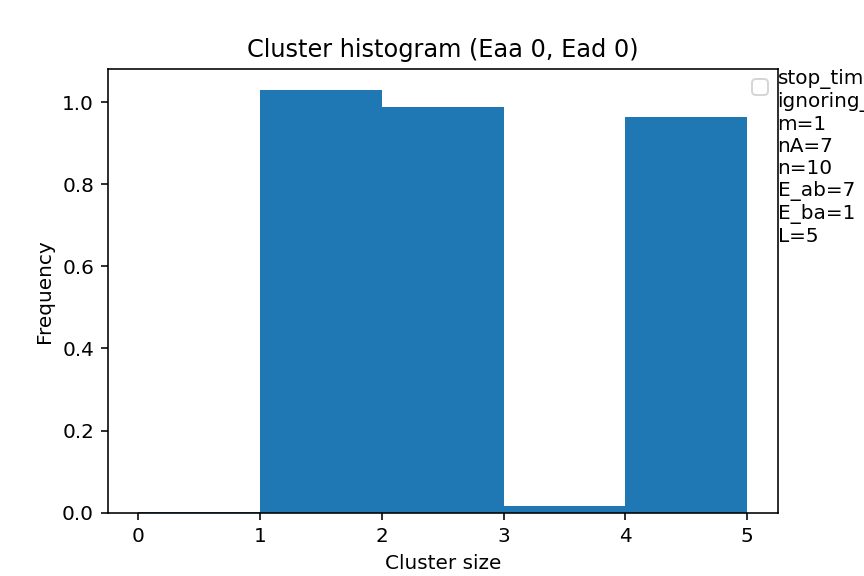 Cluster histogram (Eaa 0, Ead 0)
stop_tim
ignoring_
m=1
nA=7
n=10
E_ab=7
E_ba=1
L=5
1.0
0.8
0.6
0.4
0.2
0.0
Frequency
0 1 2 3 4 5
Cluster size